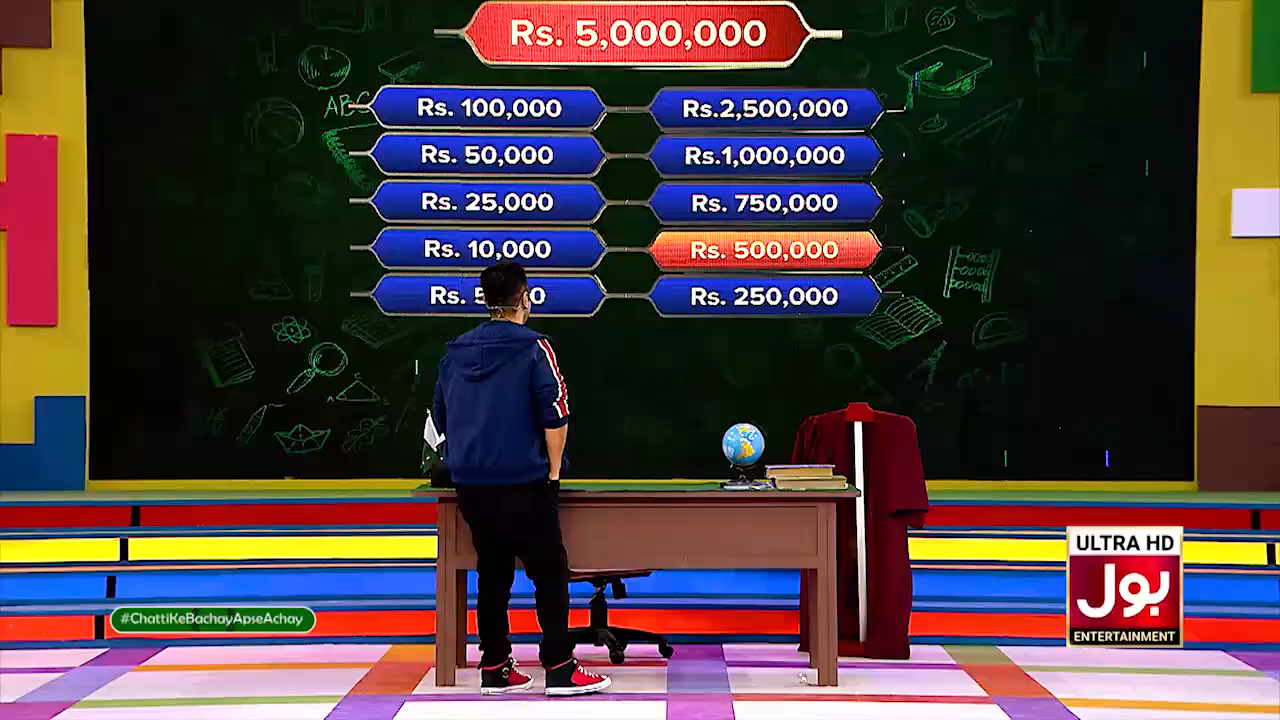 Rs. 5,000,000
Rs. 100,000
Rs. 50,000
Rs. 25,000
Rs. 10,000
Rs.2,500,000
Rs.1,000,000
Rs. 750,000
Rs. 500,000
Rs. 250,000
ABC
#ChattiKeBachayApseAchay
ULTRA HD
بول
ENTERTAINMENT